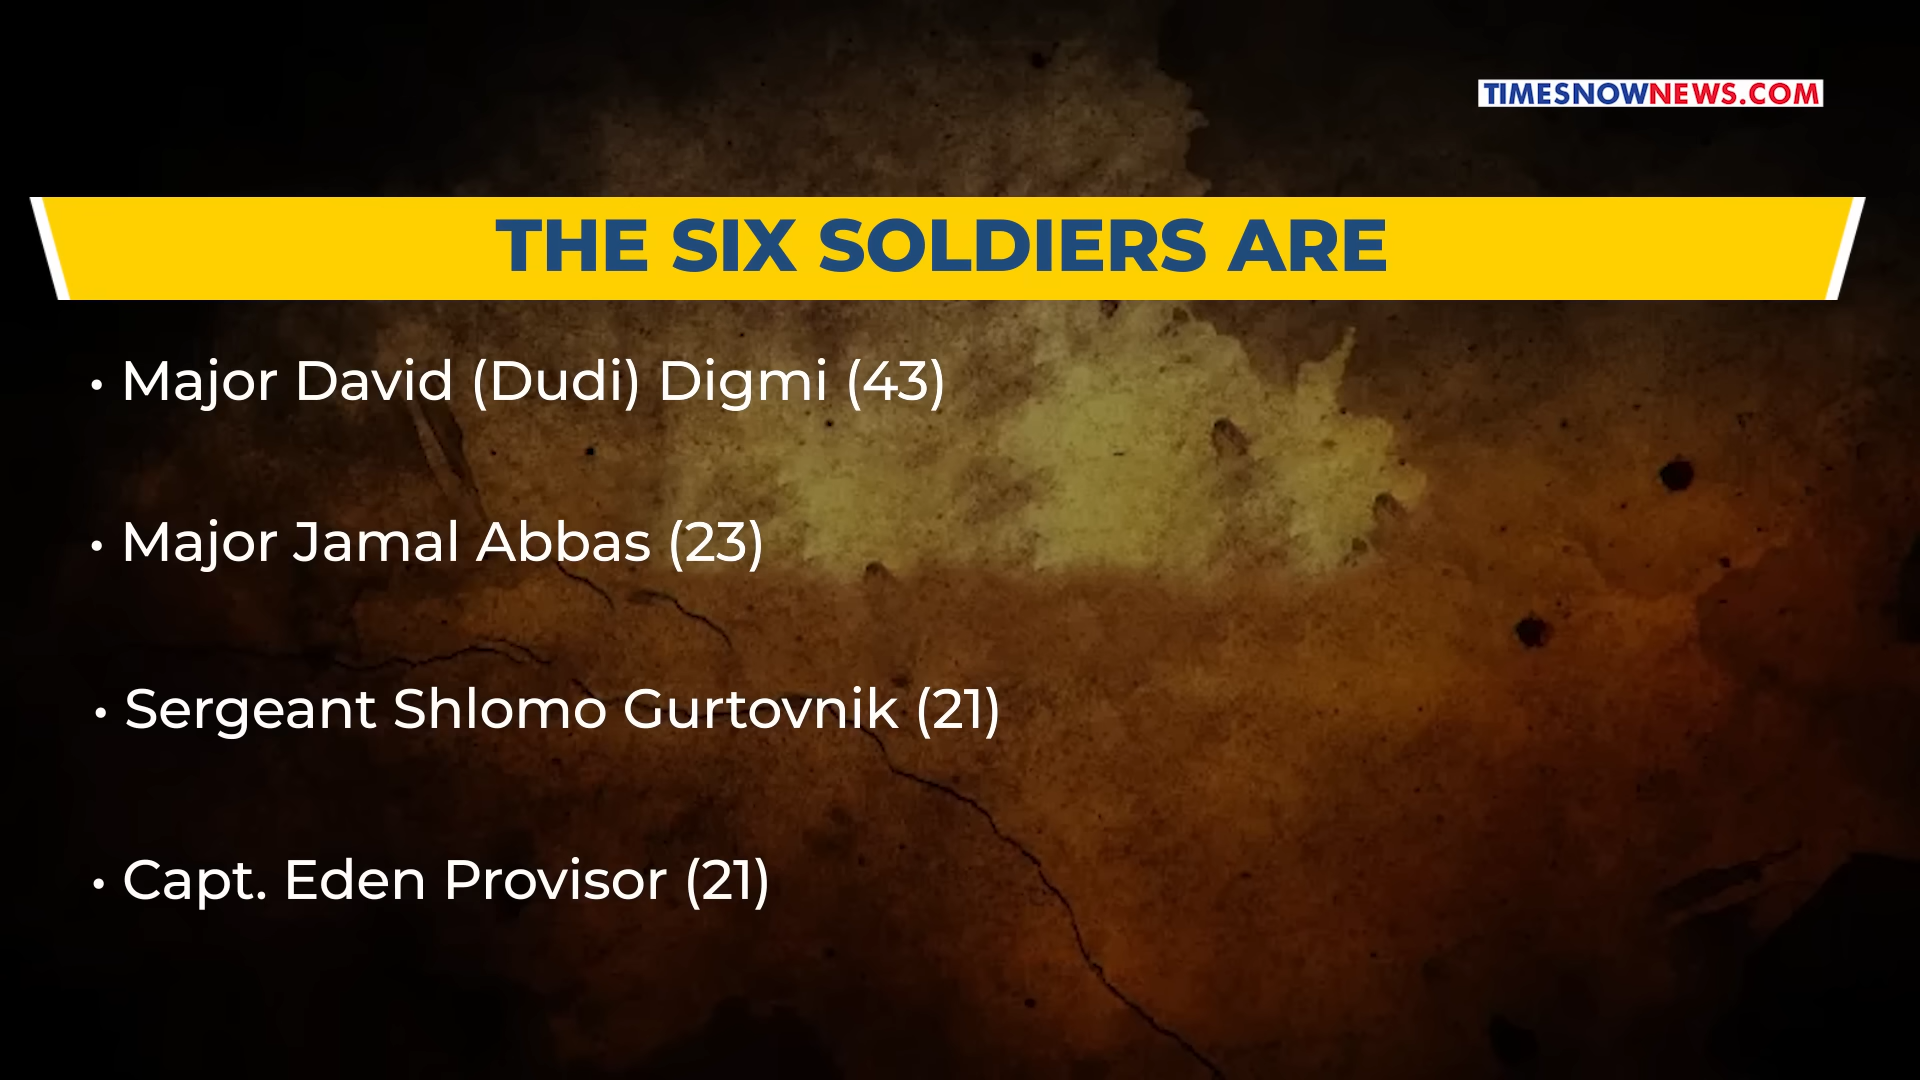 TIMESNOWNEWS.COM
THE SIX SOLDIERS ARE
• Major David (Dudi) Digmi (43)
• Major Jamal Abbas (23)
• Sergeant Shlomo Gurtovnik (21)
• Capt. Eden Provisor (21)